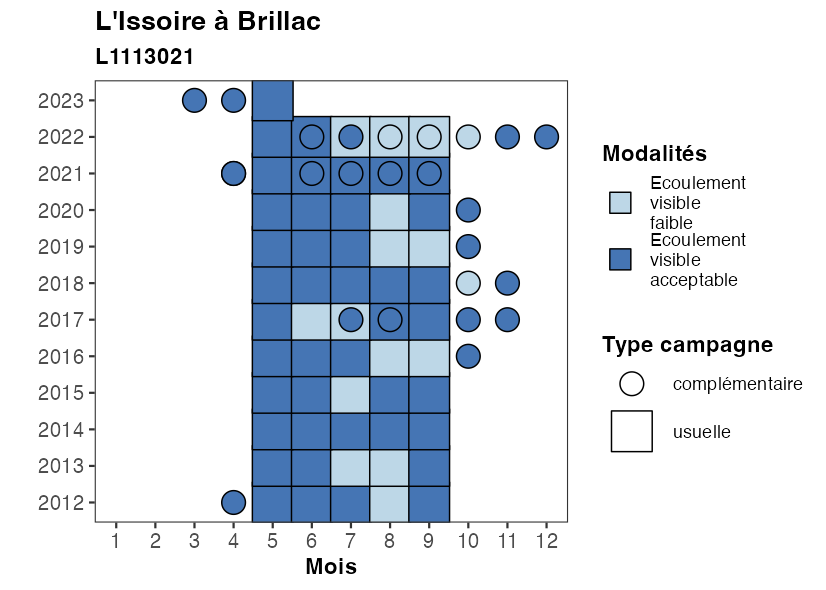 L'Issoire à Brillac
L1113021
2023
2022
2021
2020
2019
2018
2017
2016
2015
2014
2013
2012
1 2 3 4 5 6 7 8 9 10 11 12
Mois
Modalités
Ecoulement
visible
faible
Ecoulement
visible
acceptable
Type campagne
complémentaire
usuelle